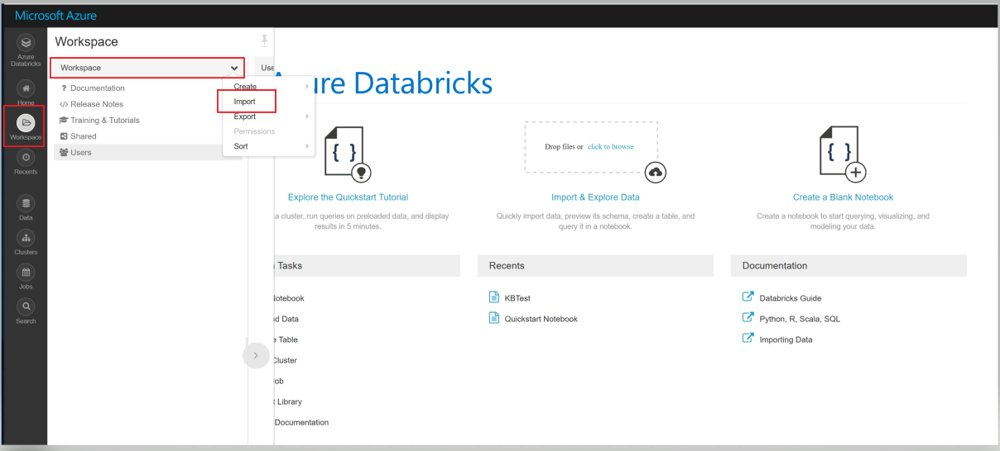 Microsoft Azure
Azure
Databricks
Home
Workspace
Recents
Data
Clusters
Jobs
Search
Workspace
Workspace
? Documentation
</> Release Notes
Training & Tutorials
Shared
Users
Use
Create
Import
Export
Permissions
Sort
ure Databricks
{ }
Explore the Quickstart Tutorial
a cluster, run queries on preloaded data, and display
results in 5 minutes.
Drop files or click to browse
Import & Explore Data
Quickly import data, preview its schema, create a table, and
query it in a notebook.
{ }
Create a Blank Notebook
Create a notebook to start querying, visualizing, and
modeling your data.
Tasks
Notebook
d Data
e Table
Cluster
ob
t Library
Documentation
Recents
KBTest
Quickstart Notebook
Documentation
Databricks Guide
Python, R, Scala, SQL
Importing Data